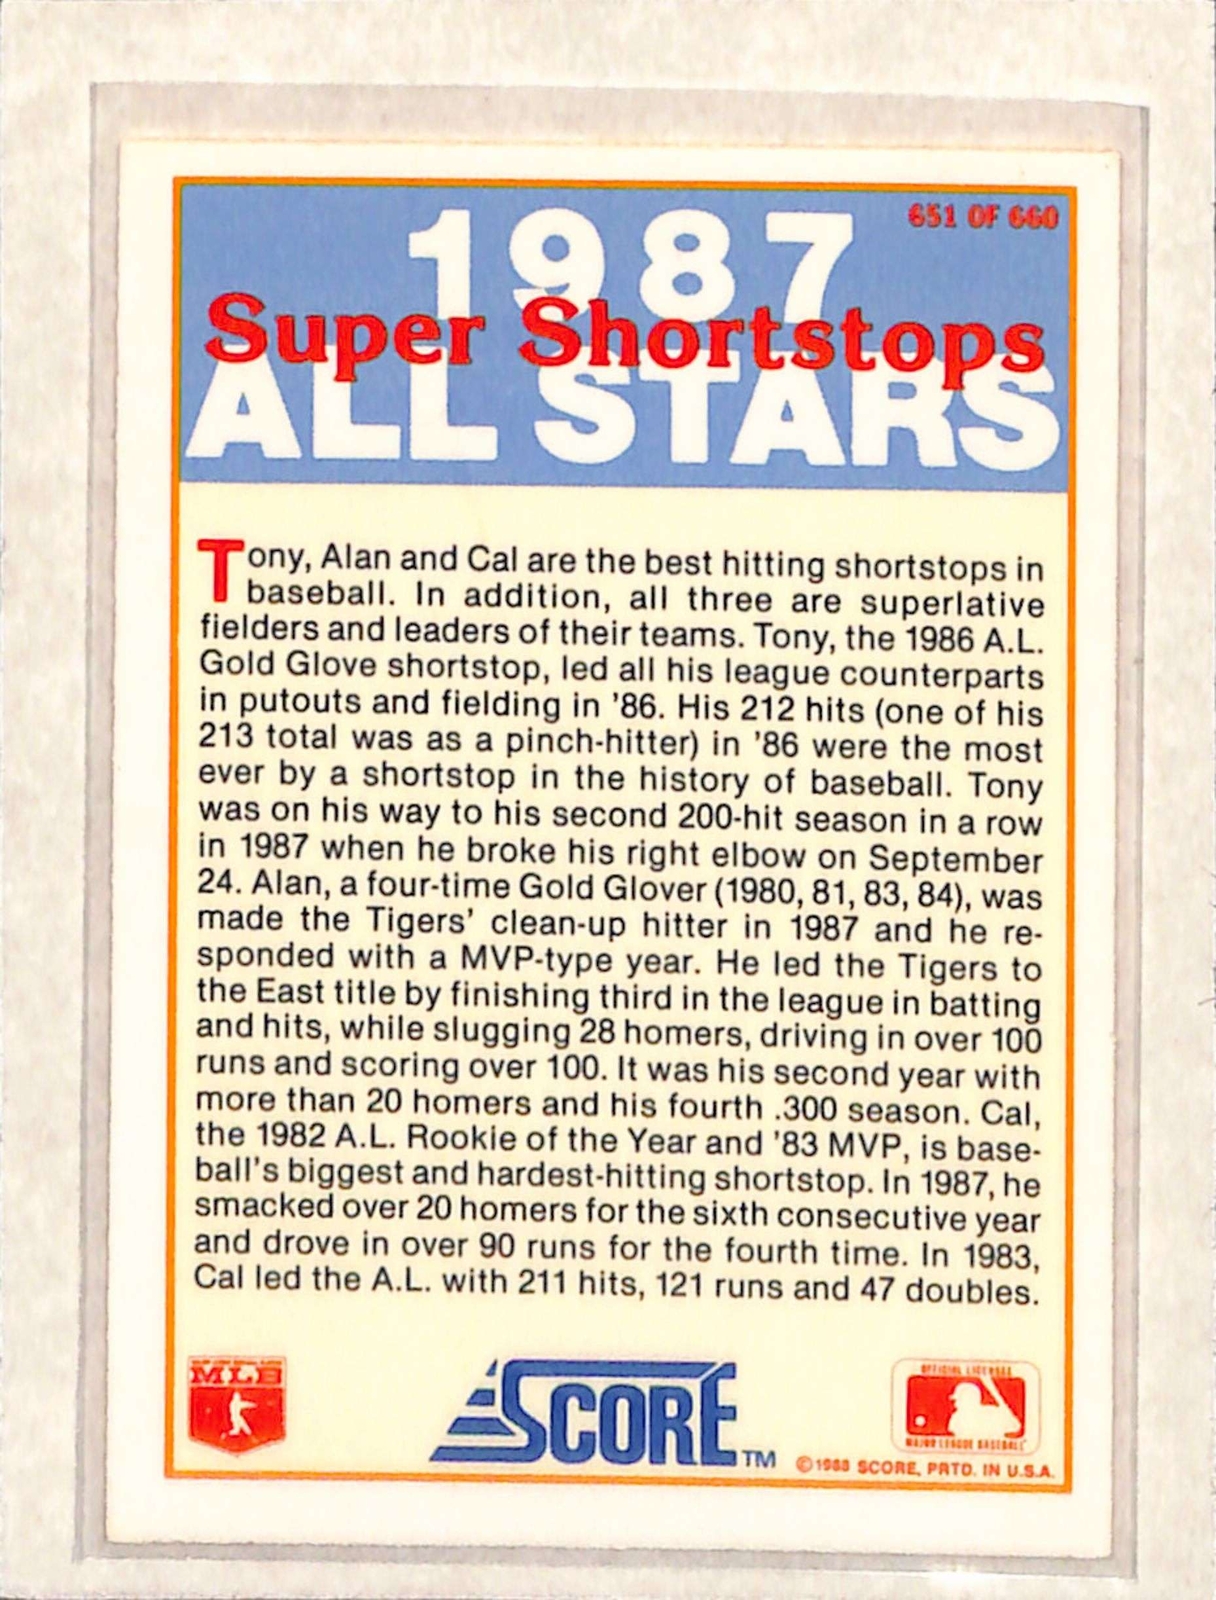 651 OF 660
1987
Super Shortstops
ALL STARS
Tony, Alan and Cal are the best hitting shortstops in
baseball. In addition, all three are superlative
fielders and leaders of their teams. Tony, the 1986 A.L.
Gold Glove shortstop, led all his league counterparts
in putouts and fielding in '86. His 212 hits (one of his
213 total was as a pinch-hitter) in '86 were the most
ever by a shortstop in the history of baseball. Tony
was on his way to his second 200-hit season in a row
in 1987 when he broke his right elbow on September
24. Alan, a four-time Gold Glover (1980, 81, 83, 84), was
made the Tigers' clean-up hitter in 1987 and he re-
sponded with a MVP-type year. He led the Tigers to
the East title by finishing third in the league in batting
and hits, while slugging 28 homers, driving in over 100
runs and scoring over 100. It was his second year with
more than 20 homers and his fourth .300 season. Cal,
the 1982 A.L. Rookie of the Year and '83 MVP, is base-
ball's biggest and hardest-hitting shortstop. In 1987, he
smacked over 20 homers for the sixth consecutive year
and drove in over 90 runs for the fourth time. In 1983,
Cal led the A.L. with 211 hits, 121 runs and 47 doubles.
MLB
SCORE™
OFFICIAL LICENSEE
MAJOR LEAGUE BASEBALL
©1988 SCORE, PRTD. IN U.S.A.